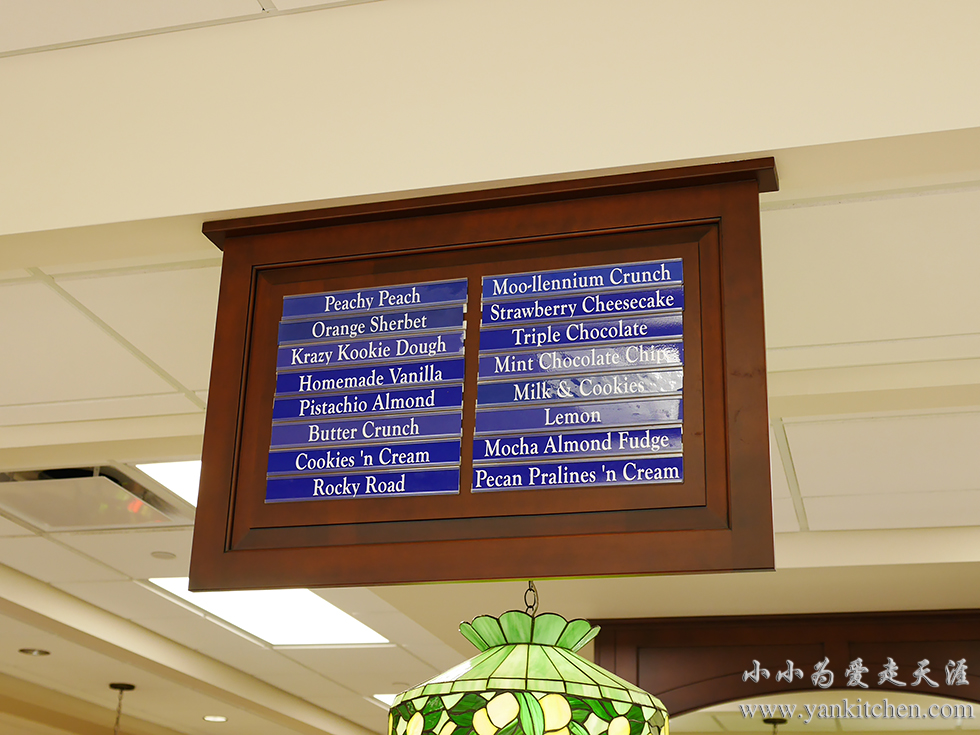 Peachy Peach
Orange Sherbet
Krazy Kookie Dough
Homemade Vanilla
Pistachio Almond
Butter Crunch
Cookies 'n Cream
Rocky Road
Moo-llennium Crunch
Strawberry Cheesecake
Triple Chocolate
Mint Chocolate Chip
Milk & Cookies
Lemon
Mocha Almond Fudge
Pecan Pralines 'n Cream
小小为爱走天涯
www.yankitchen.com